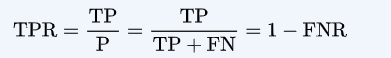 TPR = TP/P = TP/(TP + FN) = 1 − FNR